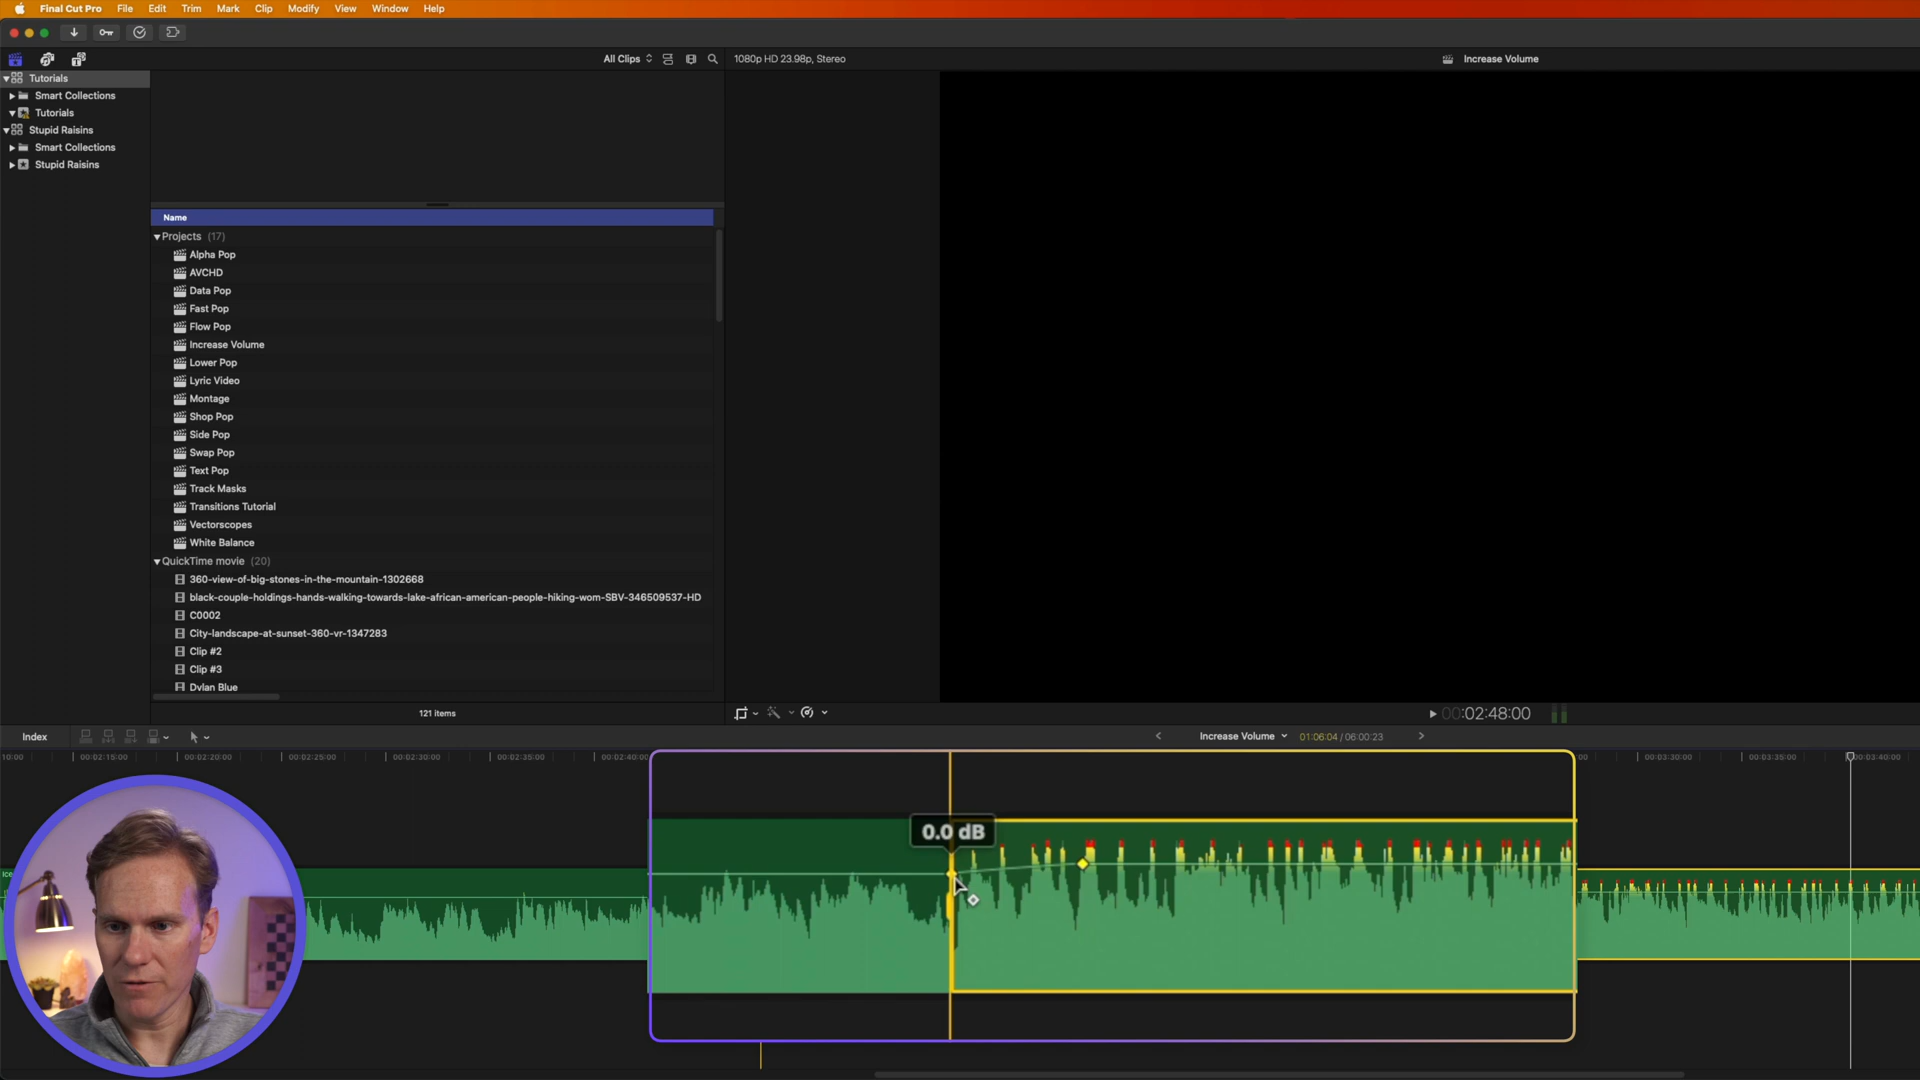 Final Cut Pro File Edit Trim Mark Clip Modify View Window Help
All Clips
1080p HD 23.98p, Stereo
Increase Volume
Tutorials
Smart Collections
Tutorials
Stupid Raisins
Smart Collections
Stupid Raisins
Name
Projects (17)
Alpha Pop
AVCHD
Data Pop
Fast Pop
Flow Pop
Increase Volume
Lower Pop
Lyric Video
Montage
Shop Pop
Side Pop
Swap Pop
Text Pop
Track Masks
Transitions Tutorial
Vectorscopes
White Balance
QuickTime movie (20)
360-view-of-big-stones-in-the-mountain-1302668
black-couple-holdings-hands-walking-towards-lake-african-american-people-hiking-wom-SBV-346509537-HD
C0002
City-landscape-at-sunset-360-vr-1347283
Clip #2
Clip #3
Dylan Blue
121 items
00:02:48:00
Index
Increase Volume
01:06:04 / 06:00:23
10:00 00:02:15:00 00:02:20:00 00:02:25:00 00:02:30:00 00:02:35:00 00:02:40:00 00 00:03:30:00 00:03:35:00 00:03:40:00
0.0 dB